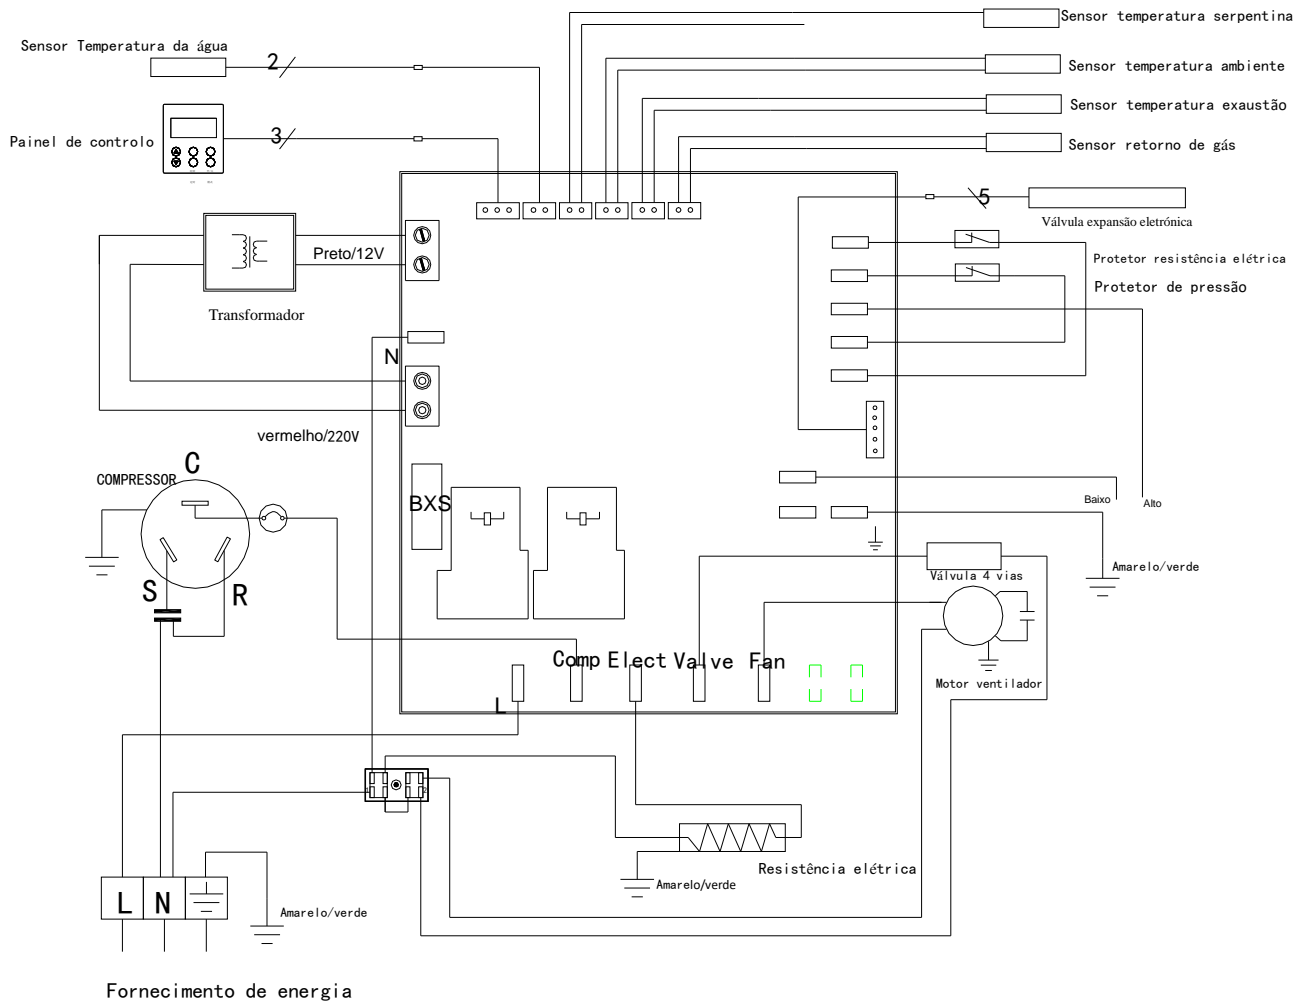 Sensor temperatura serpentina
Sensor Temperatura da água
2
Sensor temperatura ambiente
Sensor temperatura exaustão
3
Painel de controlo
Sensor retorno de gás
5
Válvula expansão eletrónica
Preto/12V
Protetor resistência elétrica
Protetor de pressão
Transformador
N
vermelho/220V
C
COMPRESSOR
BXS
Baixo
Alto
Amarelo/verde
Válvula 4 vias
S
R
Comp Elect Valve Fan
Motor ventilador
L
1
2
Resistência elétrica
Amarelo/verde
L N
Amarelo/verde
Fornecimento de energia